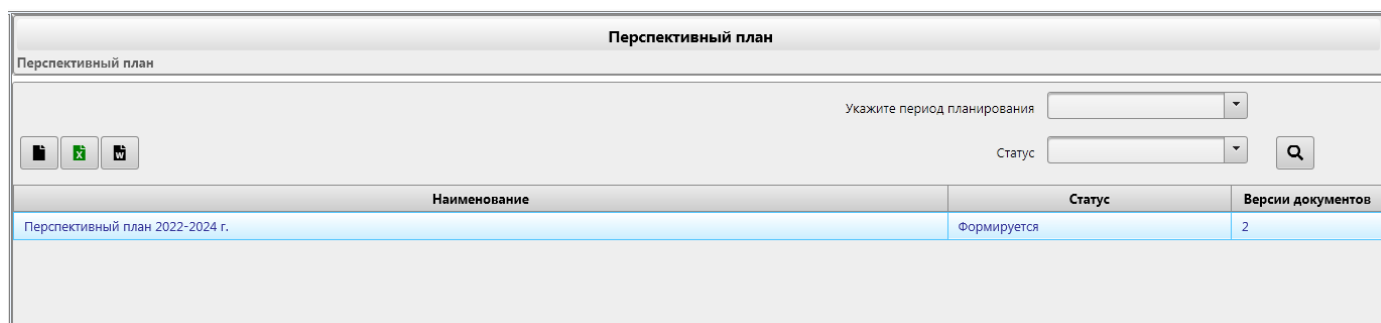 Перспективный план
Перспективный план
Укажите период планирования
Статус
Наименование Статус Версии документов
Перспективный план 2022-2024 г. Формируется 2